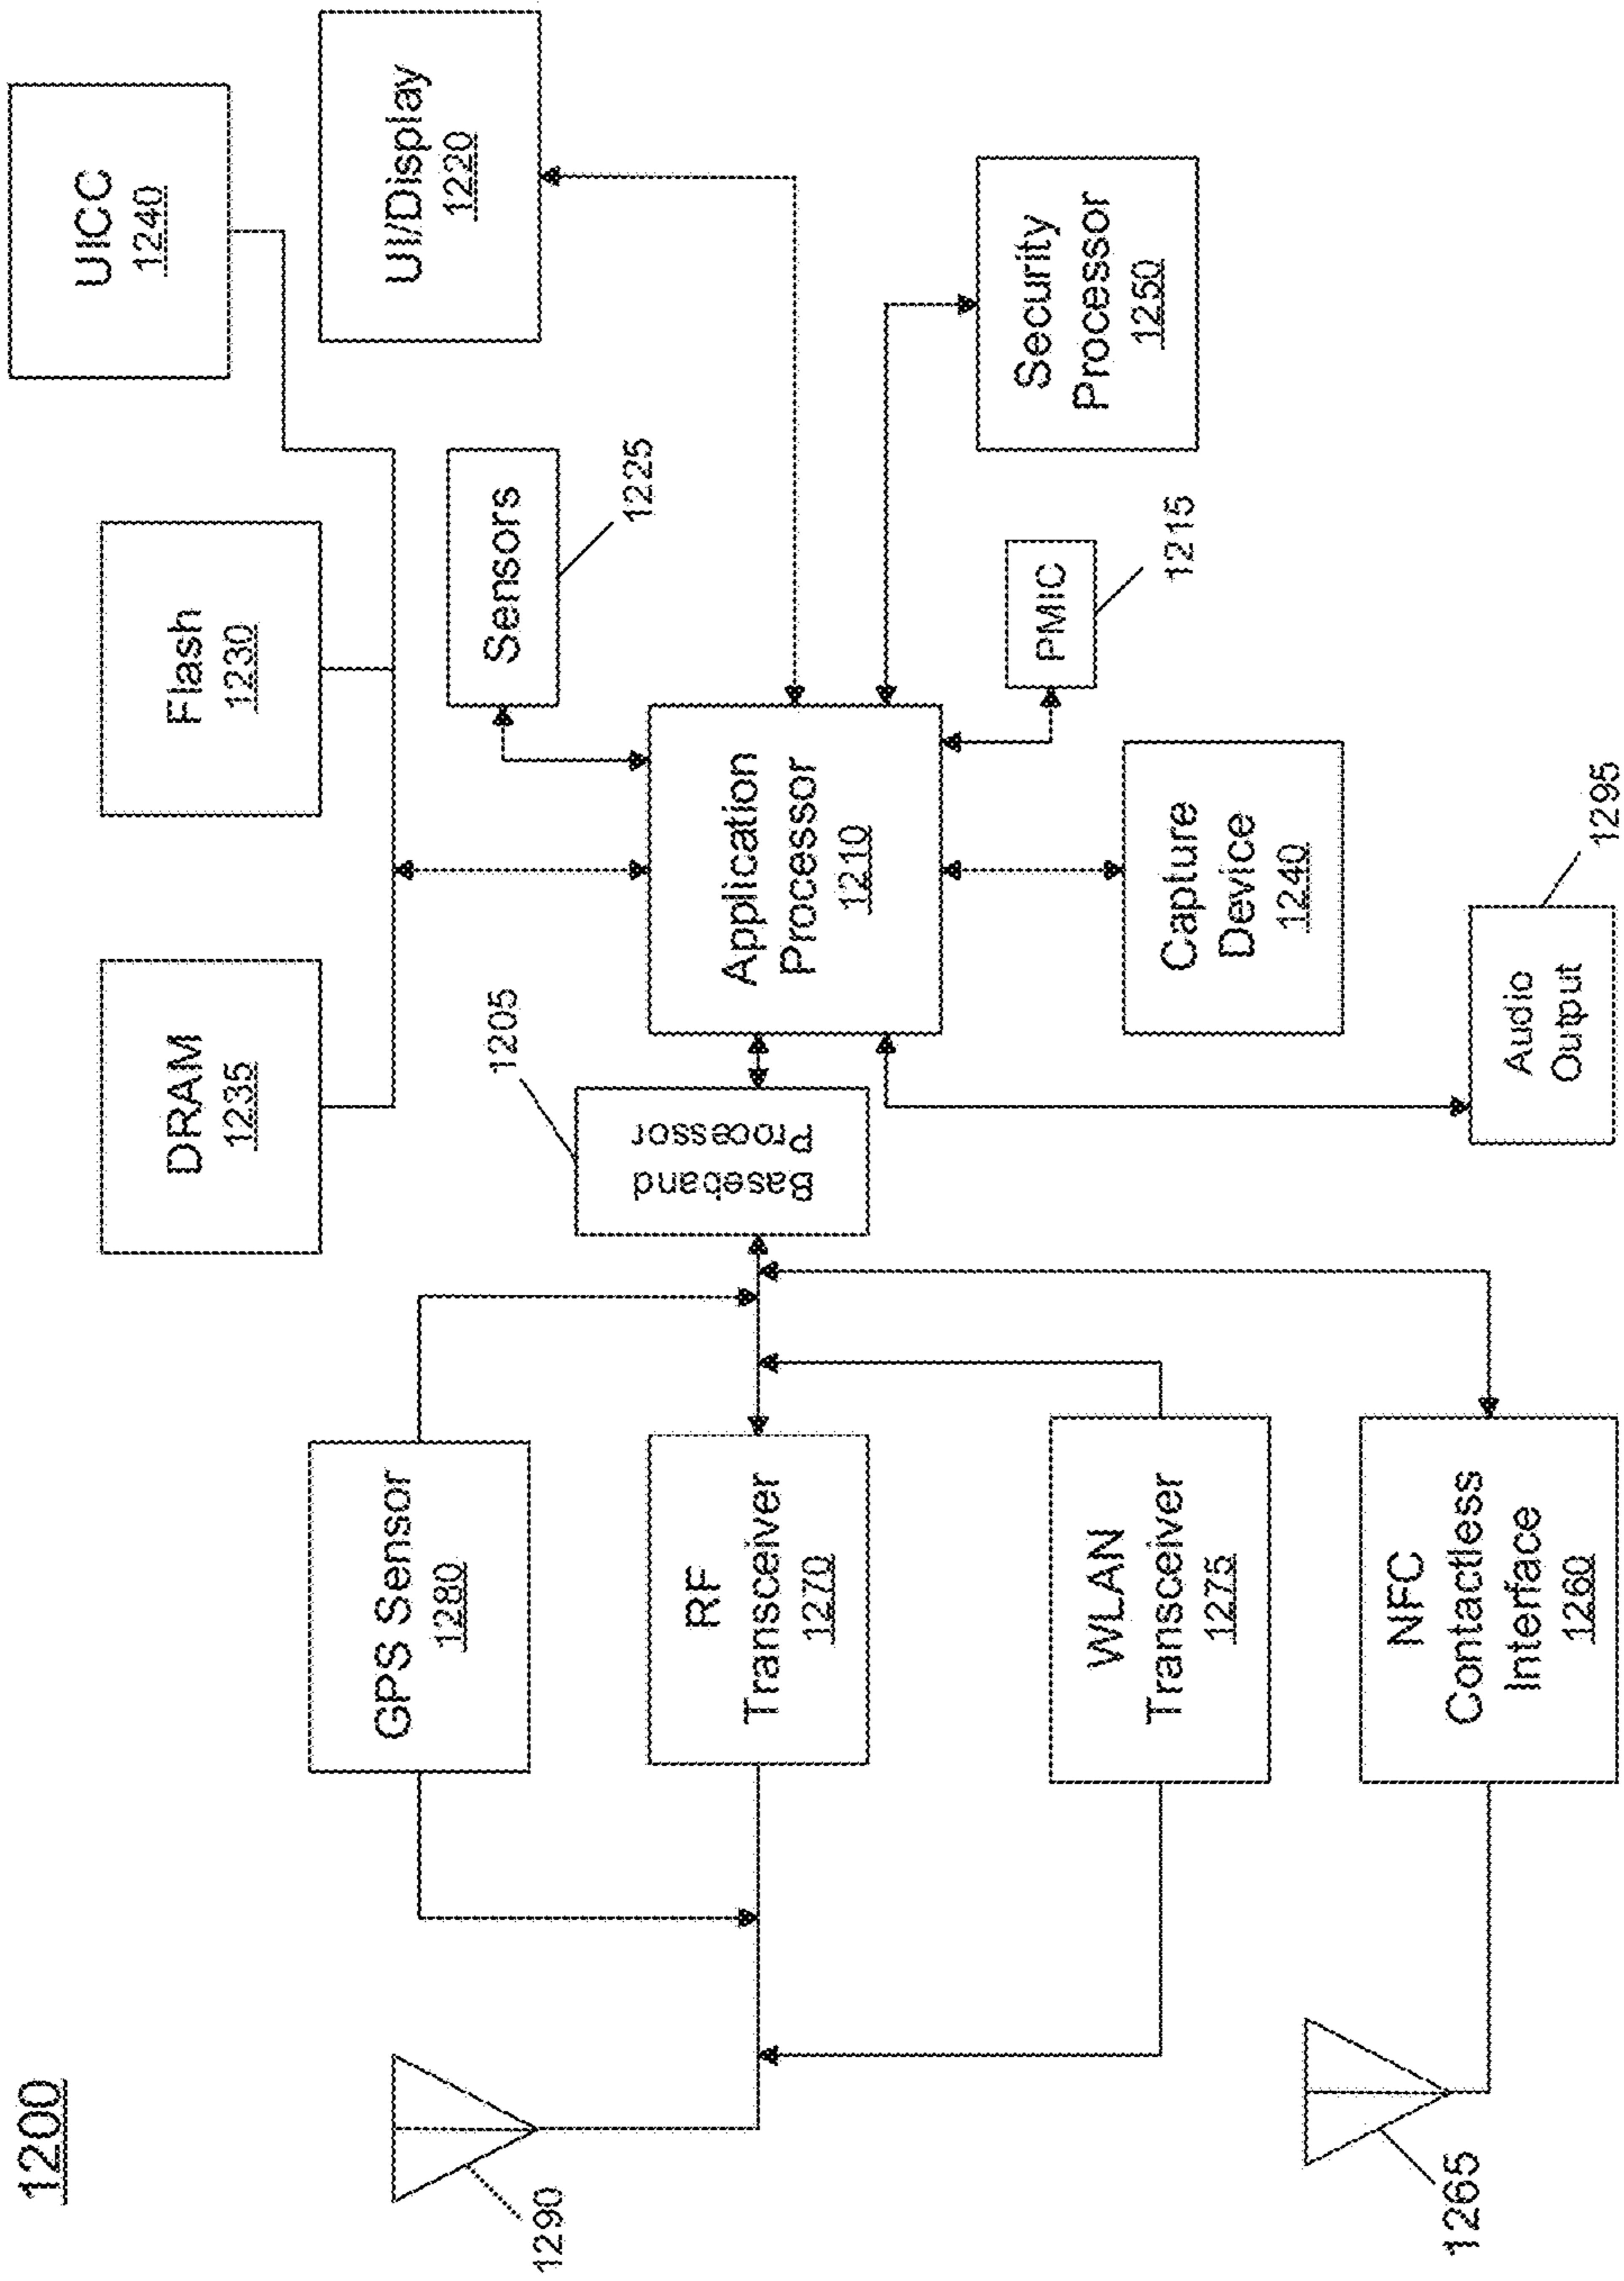 1200
UICC
1240
Flash
1230
DRAM
1235
UI/Display
1220
Sensors
1225
1205
GPS Sensor
1280
Baseband
Processor
Application
Processor
1210
RF
Transceiver
1270
1290
Security
Processor
1250
PMIC
1215
Capture
Device
1240
WLAN
Transceiver
1275
Audio
Output
1295
NFC
Contactless
Interface
1260
1265